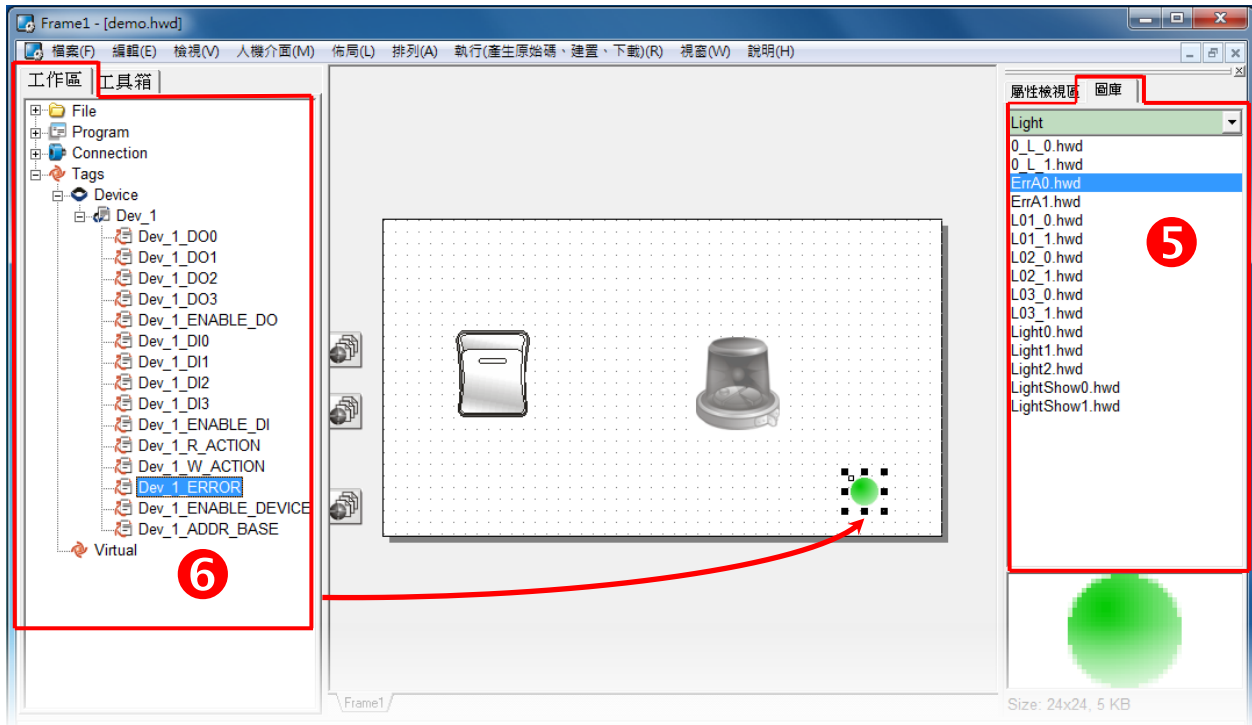 Frame1 - [demo.hwd]
檔案(F) 編輯(E) 檢視(V) 人機介面(M) 佈局(L) 排列(A) 執行(產生原始碼、建置、下載)(R) 視窗(W) 說明(H)
工作區 工具箱
File
Program
Connection
Tags
Device
Dev_1
Dev_1_DO0
Dev_1_DO1
Dev_1_DO2
Dev_1_DO3
Dev_1_ENABLE_DO
Dev_1_DI0
Dev_1_DI1
Dev_1_DI2
Dev_1_DI3
Dev_1_ENABLE_DI
Dev_1_R_ACTION
Dev_1_W_ACTION
Dev_1_ERROR
Dev_1_ENABLE_DEVICE
Dev_1_ADDR_BASE
Virtual
6
Frame1
屬性檢視區 圖庫
Light
0_L_0.hwd
0_L_1.hwd
ErrA0.hwd
ErrA1.hwd
L01_0.hwd
L01_1.hwd
L02_0.hwd
L02_1.hwd
L03_0.hwd
L03_1.hwd
Light0.hwd
Light1.hwd
Light2.hwd
LightShow0.hwd
LightShow1.hwd
5
Size: 24x24, 5 KB